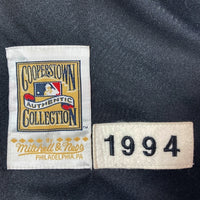 COOPERSTOWN
AUTHENTIC
COLLECTION
Mitchell & Ness
PHILADELPHIA, PA
1994